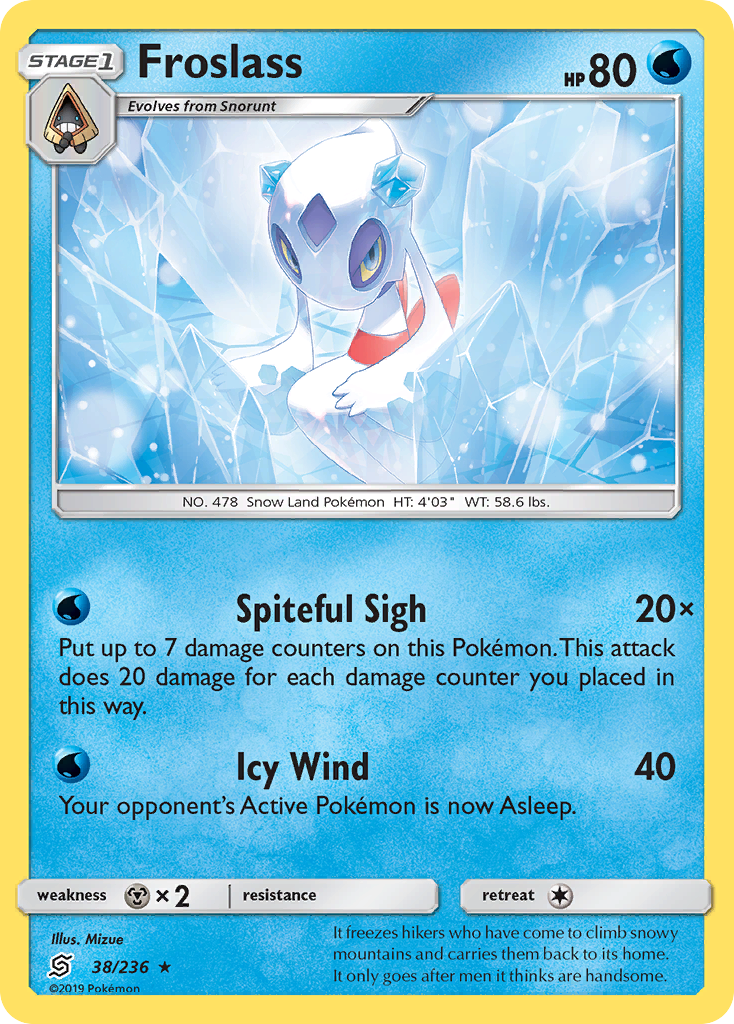 STAGE1
Froslass
HP 80
Evolves from Snorunt
NO. 478 Snow Land Pokémon HT: 4'03" WT: 58.6 lbs.
Spiteful Sigh 20×
Put up to 7 damage counters on this Pokémon. This attack
does 20 damage for each damage counter you placed in
this way.
Icy Wind 40
Your opponent's Active Pokémon is now Asleep.
weakness × 2 resistance retreat
Illus. Mizue
38/236 ★
©2019 Pokémon
It freezes hikers who have come to climb snowy
mountains and carries them back to its home.
It only goes after men it thinks are handsome.